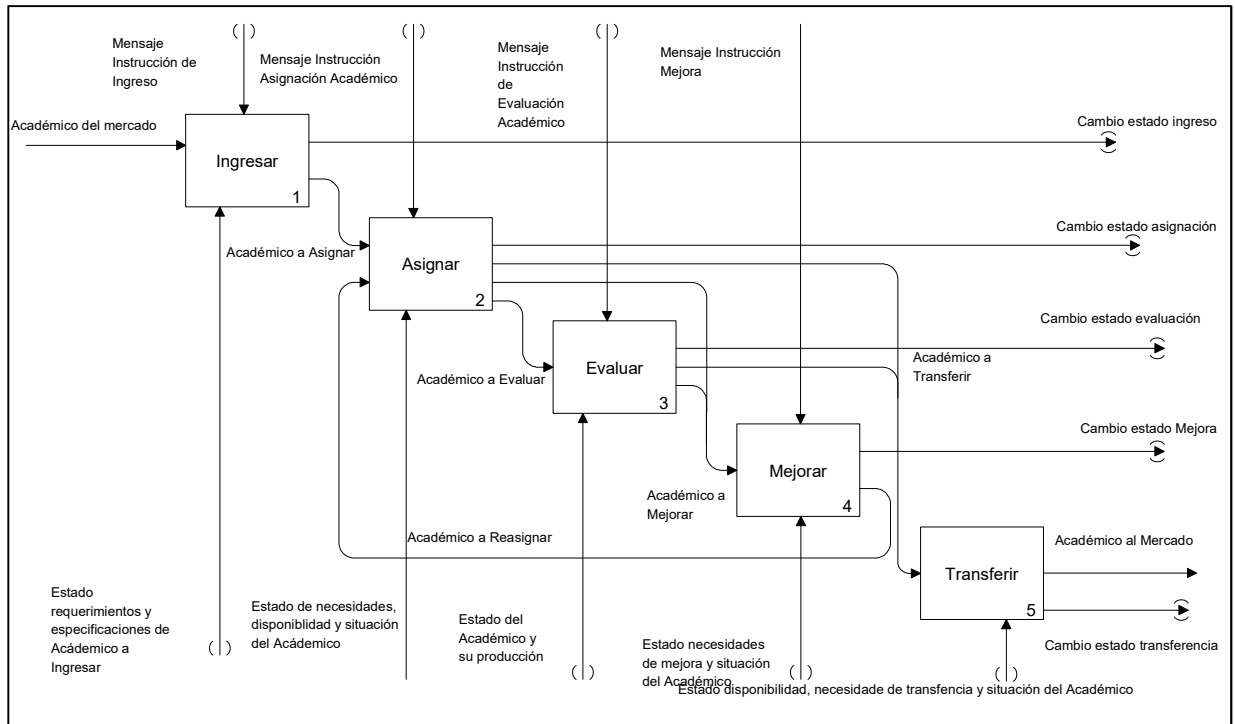 Mensaje
Instrucción de
Ingreso
Mensaje Instrucción
Asignación Académico
Mensaje
Instrucción
de
Evaluación
Académico
Mensaje Instrucción
Mejora
Académico del mercado
Cambio estado ingreso
Ingresar
1
Académico a Asignar
Cambio estado asignación
Asignar
2
Cambio estado evaluación
Académico a
Transferir
Académico a Evaluar
Evaluar
3
Cambio estado Mejora
Mejorar
4
Académico a
Mejorar
Académico a Reasignar
Académico al Mercado
Transferir
5
Cambio estado transferencia
Estado
requerimientos y
especificaciones de
Acádemico a
Ingresar
Estado de necesidades,
disponiblidad y situación
del Acádemico
Estado del
Académico y
su producción
Estado necesidades
de mejora y situación
del Académico
Estado disponibilidad, necesidade de transfencia y situación del Académico